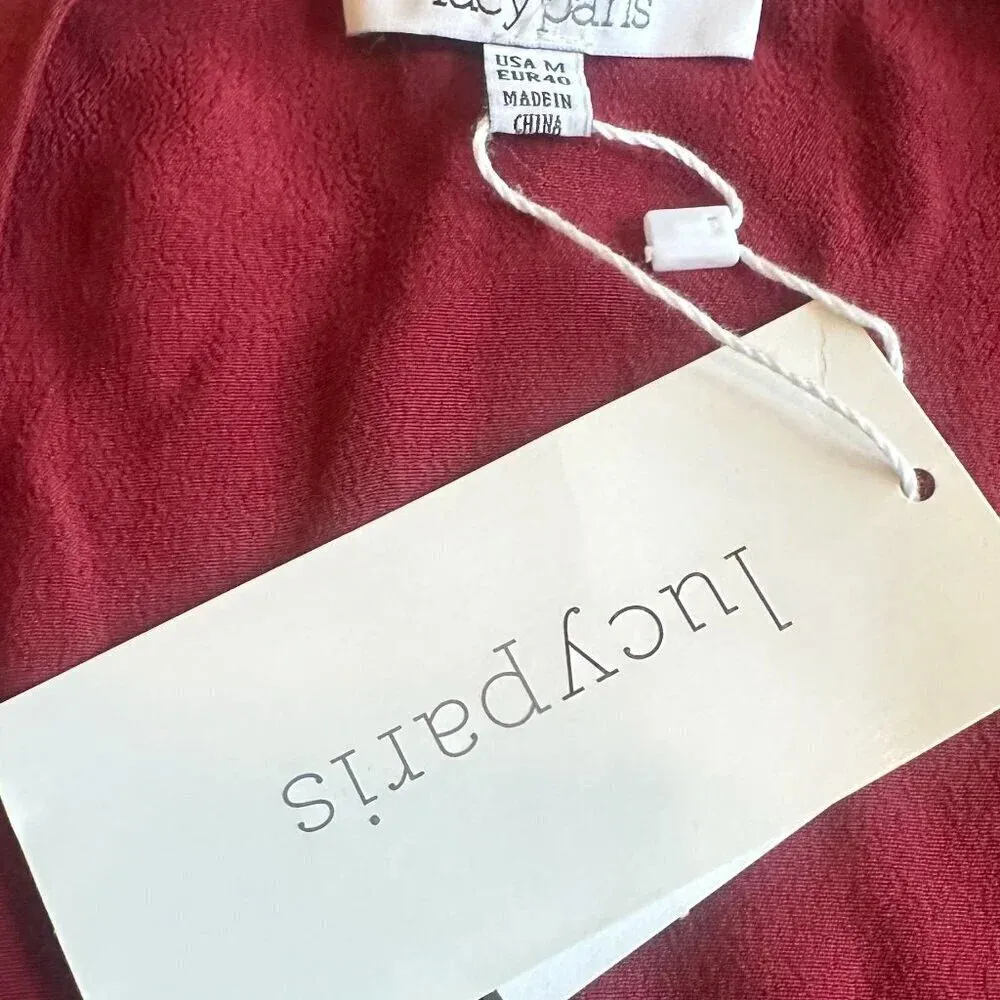 lucy paris
USA M
EUR40
MADE IN
CHINA
lucyparis